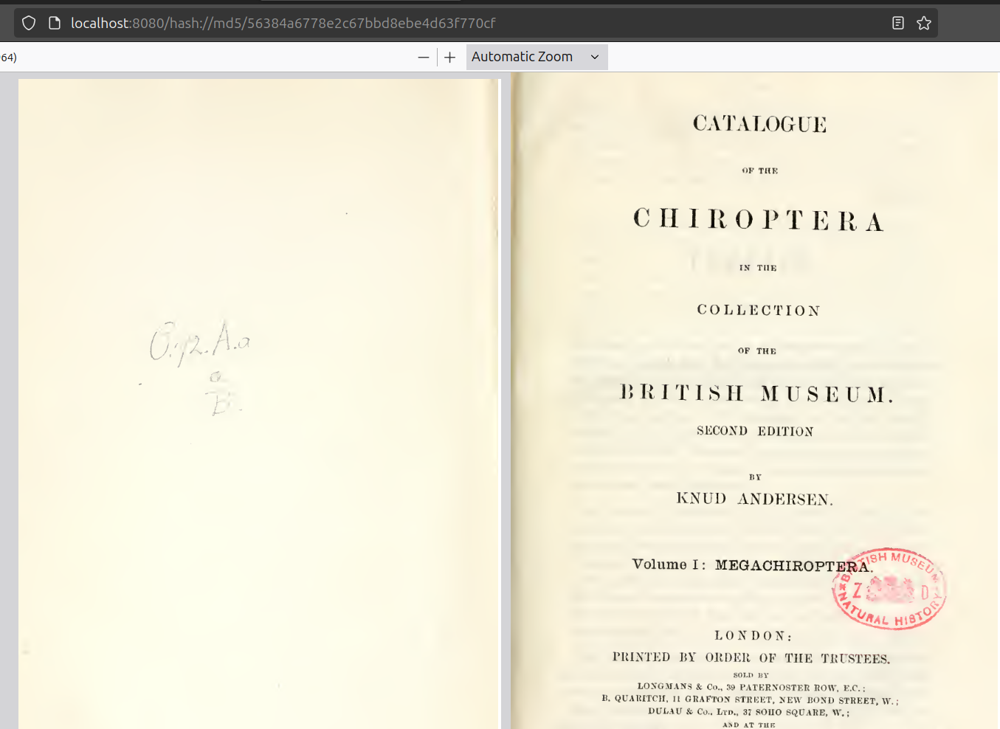 localhost:8080/hash://md5/56384a6778e2c67bbd8ebe4d63f770cf
64)
Automatic Zoom
A.a
a
B.
CATALOGUE
OF THE
CHIROPTERA
IN THE
COLLECTION
OF THE
BRITISH MUSEUM.
SECOND EDITION
BY
KNUD ANDERSEN.
Volume I: MEGACHIROPTERA.
BRITISH MUSEUM
Z D
NATURAL HISTORY
LONDON:
PRINTED BY ORDER OF THE TRUSTEES.
SOLD BY
LONGMANS & Co., 39 PATERNOSTER ROW, E.C.;
B. QUARITCH, 11 GRAFTON STREET, NEW BOND STREET, W.;
DULAU & Co., LTD., 37 SOHO SQUARE, W.;
AND AT THE